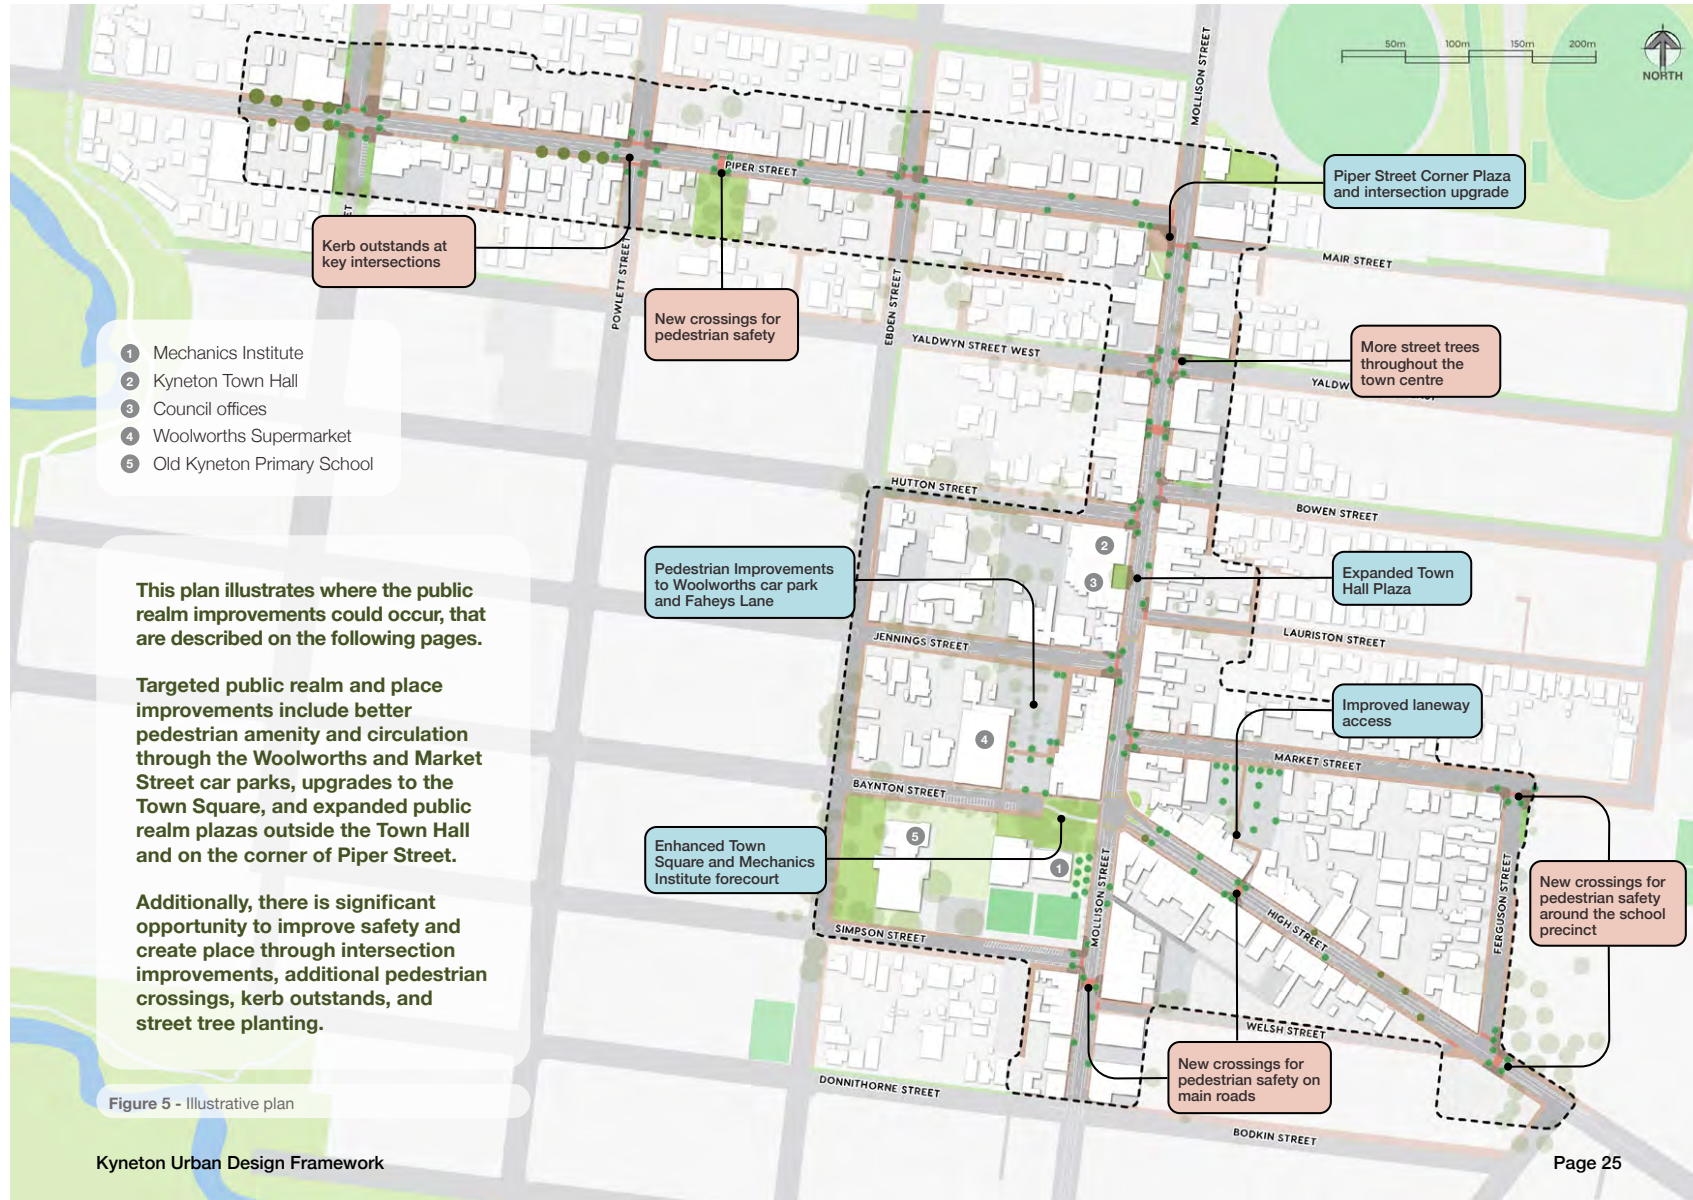 50m 100m 150m 200m
NORTH
MOLLISON STREET
PIPER STREET
Piper Street Corner Plaza
and intersection upgrade
Kerb outstands at
key intersections
POWLETT STREET
EBDEN STREET
MAIR STREET
New crossings for
pedestrian safety
YALDWYN STREET WEST
More street trees
throughout the
town centre
1 Mechanics Institute
2 Kyneton Town Hall
3 Council offices
4 Woolworths Supermarket
5 Old Kyneton Primary School
HUTTON STREET
BOWEN STREET
2
3
Pedestrian Improvements
to Woolworths car park
and Faheys Lane
Expanded Town
Hall Plaza
This plan illustrates where the public
realm improvements could occur, that
are described on the following pages.
Targeted public realm and place
improvements include better
pedestrian amenity and circulation
through the Woolworths and Market
Street car parks, upgrades to the
Town Square, and expanded public
realm plazas outside the Town Hall
and on the corner of Piper Street.
Additionally, there is significant
opportunity to improve safety and
create place through intersection
improvements, additional pedestrian
crossings, kerb outstands, and
street tree planting.
JENNINGS STREET
LAURISTON STREET
Improved laneway
access
4
MARKET STREET
BAYNTON STREET
5
1
Enhanced Town
Square and Mechanics
Institute forecourt
MOLLISON STREET
HIGH STREET
FERGUSON STREET
New crossings for
pedestrian safety
around the school
precinct
SIMPSON STREET
WELSH STREET
New crossings for
pedestrian safety on
main roads
DONNITHORNE STREET
BODKIN STREET
Figure 5 - Illustrative plan
Kyneton Urban Design Framework
Page 25